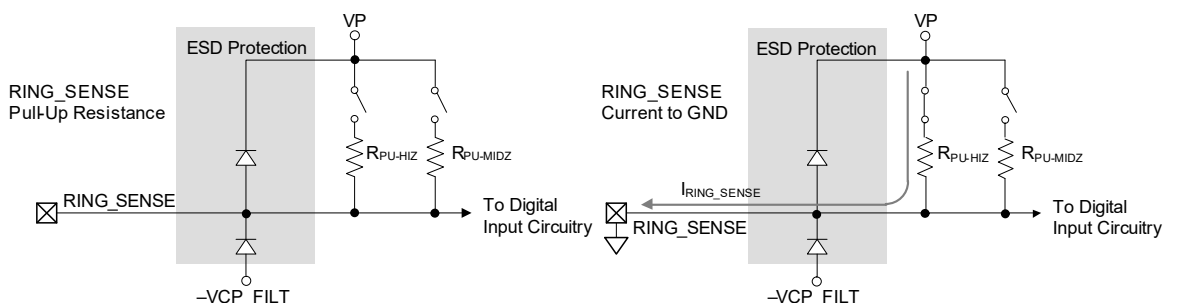 VP
ESD Protection
RING_SENSE
Pull-Up Resistance
RPU-HIZ
RPU-MIDZ
RING_SENSE
To Digital
Input Circuitry
–VCP_FILT
VP
ESD Protection
RING_SENSE
Current to GND
RPU-HIZ
RPU-MIDZ
IRING_SENSE
RING_SENSE
To Digital
Input Circuitry
–VCP_FILT